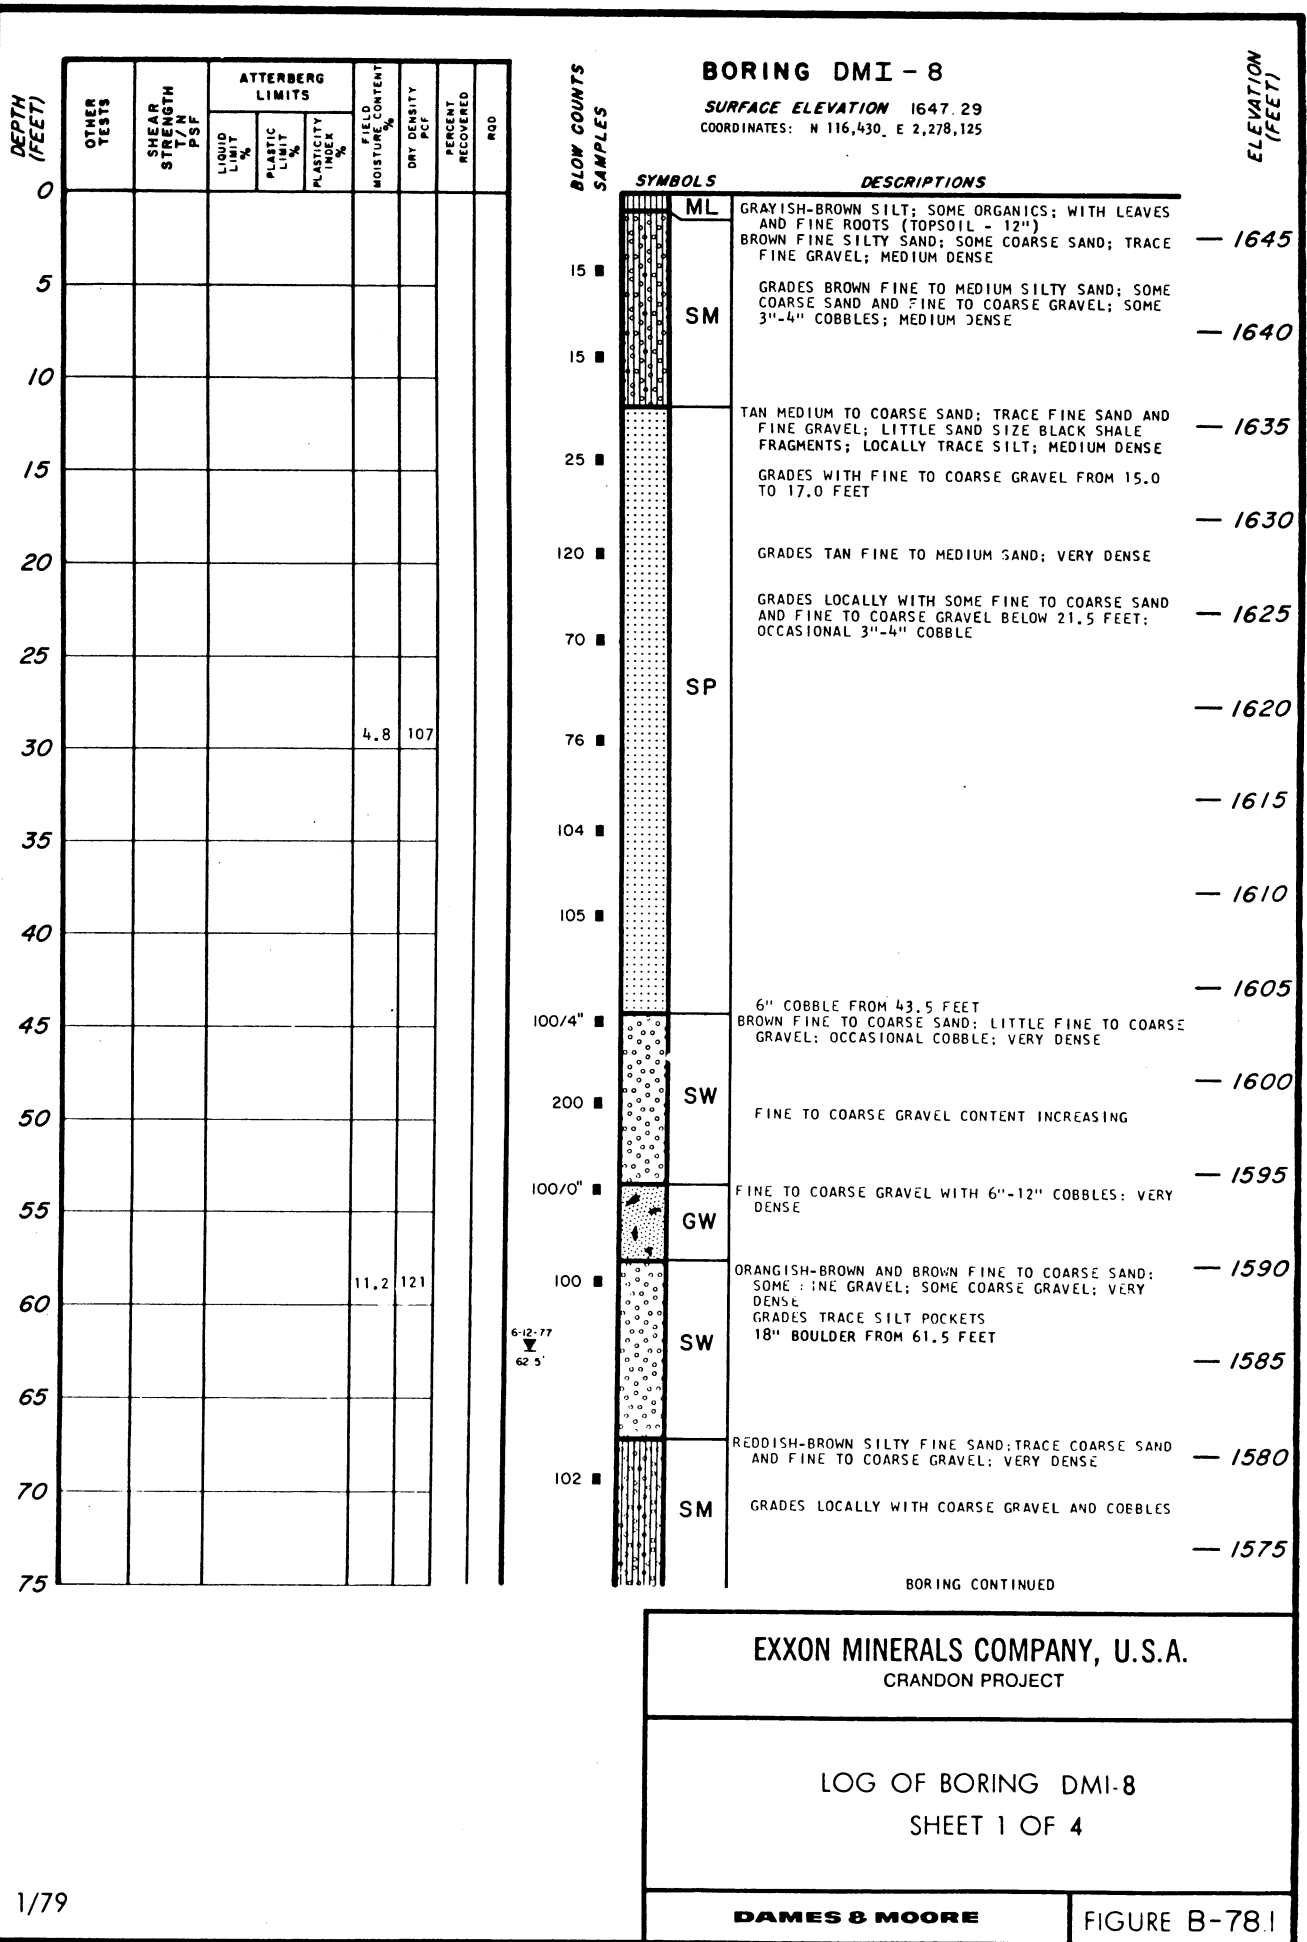 BORING DMI - 8
SURFACE ELEVATION 1647.29
COORDINATES: N 116,430 E 2,278,125
DEPTH
(FEET)
OTHER
TESTS
SHEAR
STRENGTH
T/N
PSF
ATTERBERG
LIMITS
LIQUID
LIMIT
%
PLASTIC
LIMIT
%
PLASTICITY
INDEX
%
FIELD
MOISTURE CONTENT
%
DRY DENSITY
PCF
PERCENT
RECOVERED
RQD
BLOW COUNTS
SAMPLES
SYMBOLS
DESCRIPTIONS
ELEVATION
(FEET)
0
5
10
15
20
25
30
35
40
45
50
55
60
65
70
75
4.8 107
11.2 121
15
15
25
120
70
76
104
105
100/4"
200
100/0"
100
6-12-77
62.5'
102
ML
SM
SP
SW
GW
SW
SM
GRAYISH-BROWN SILT; SOME ORGANICS; WITH LEAVES
AND FINE ROOTS (TOPSOIL - 12")
BROWN FINE SILTY SAND; SOME COARSE SAND; TRACE
FINE GRAVEL; MEDIUM DENSE
GRADES BROWN FINE TO MEDIUM SILTY SAND; SOME
COARSE SAND AND FINE TO COARSE GRAVEL; SOME
3"-4" COBBLES; MEDIUM DENSE
TAN MEDIUM TO COARSE SAND; TRACE FINE SAND AND
FINE GRAVEL; LITTLE SAND SIZE BLACK SHALE
FRAGMENTS; LOCALLY TRACE SILT; MEDIUM DENSE
GRADES WITH FINE TO COARSE GRAVEL FROM 15.0
TO 17.0 FEET
GRADES TAN FINE TO MEDIUM SAND; VERY DENSE
GRADES LOCALLY WITH SOME FINE TO COARSE SAND
AND FINE TO COARSE GRAVEL BELOW 21.5 FEET;
OCCASIONAL 3"-4" COBBLE
6" COBBLE FROM 43.5 FEET
BROWN FINE TO COARSE SAND; LITTLE FINE TO COARSE
GRAVEL; OCCASIONAL COBBLE; VERY DENSE
FINE TO COARSE GRAVEL CONTENT INCREASING
FINE TO COARSE GRAVEL WITH 6"-12" COBBLES; VERY
DENSE
ORANGISH-BROWN AND BROWN FINE TO COARSE SAND;
SOME FINE GRAVEL; SOME COARSE GRAVEL; VERY
DENSE
GRADES TRACE SILT POCKETS
18" BOULDER FROM 61.5 FEET
REDDISH-BROWN SILTY FINE SAND; TRACE COARSE SAND
AND FINE TO COARSE GRAVEL; VERY DENSE
GRADES LOCALLY WITH COARSE GRAVEL AND COBBLES
BORING CONTINUED
1645
1640
1635
1630
1625
1620
1615
1610
1605
1600
1595
1590
1585
1580
1575
EXXON MINERALS COMPANY, U.S.A.
CRANDON PROJECT
LOG OF BORING DMI-8
SHEET 1 OF 4
1/79
DAMES & MOORE
FIGURE B-78.1